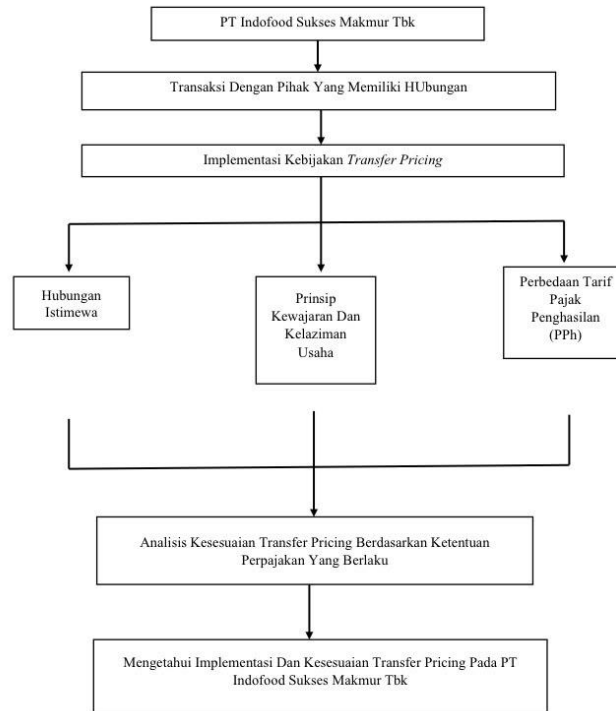 PT Indofood Sukses Makmur Tbk
Transaksi Dengan Pihak Yang Memiliki HUbungan
Implementasi Kebijakan Transfer Pricing
Hubungan
Istimewa
Prinsip
Kewajaran Dan
Kelaziman
Usaha
Perbedaan Tarif
Pajak
Penghasilan
(PPh)
Analisis Kesesuaian Transfer Pricing Berdasarkan Ketentuan
Perpajakan Yang Berlaku
Mengetahui Implementasi Dan Kesesuaian Transfer Pricing Pada PT
Indofood Sukses Makmur Tbk